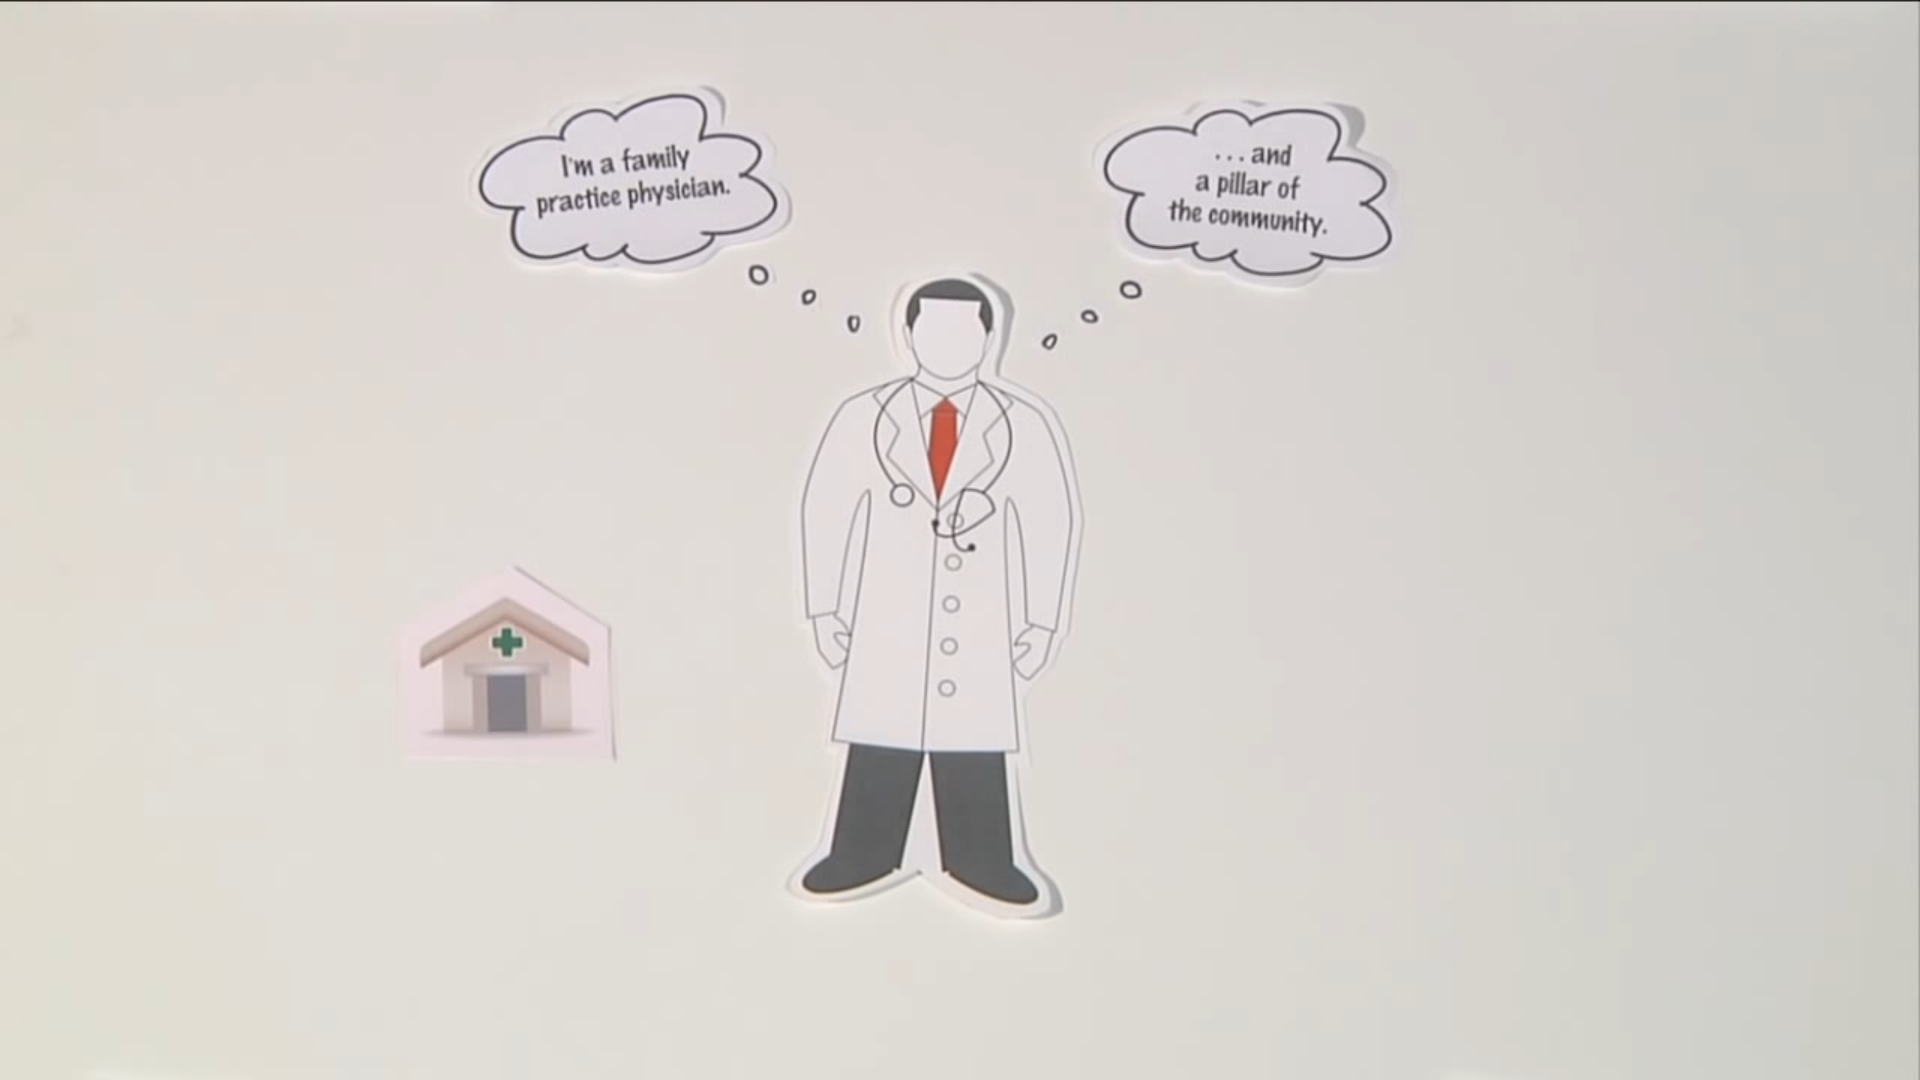 I'm a family
practice physician.
...and
a pillar of
the community.